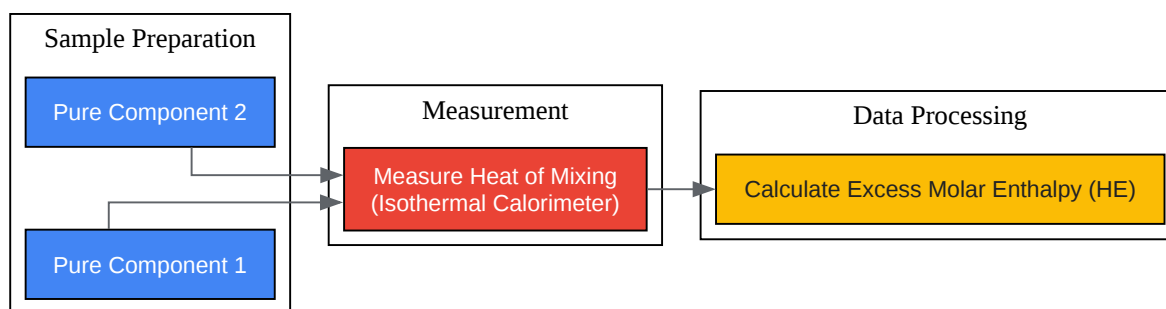 Sample Preparation
Pure Component 2
Pure Component 1
Measurement
Measure Heat of Mixing
(Isothermal Calorimeter)
Data Processing
Calculate Excess Molar Enthalpy (HE)